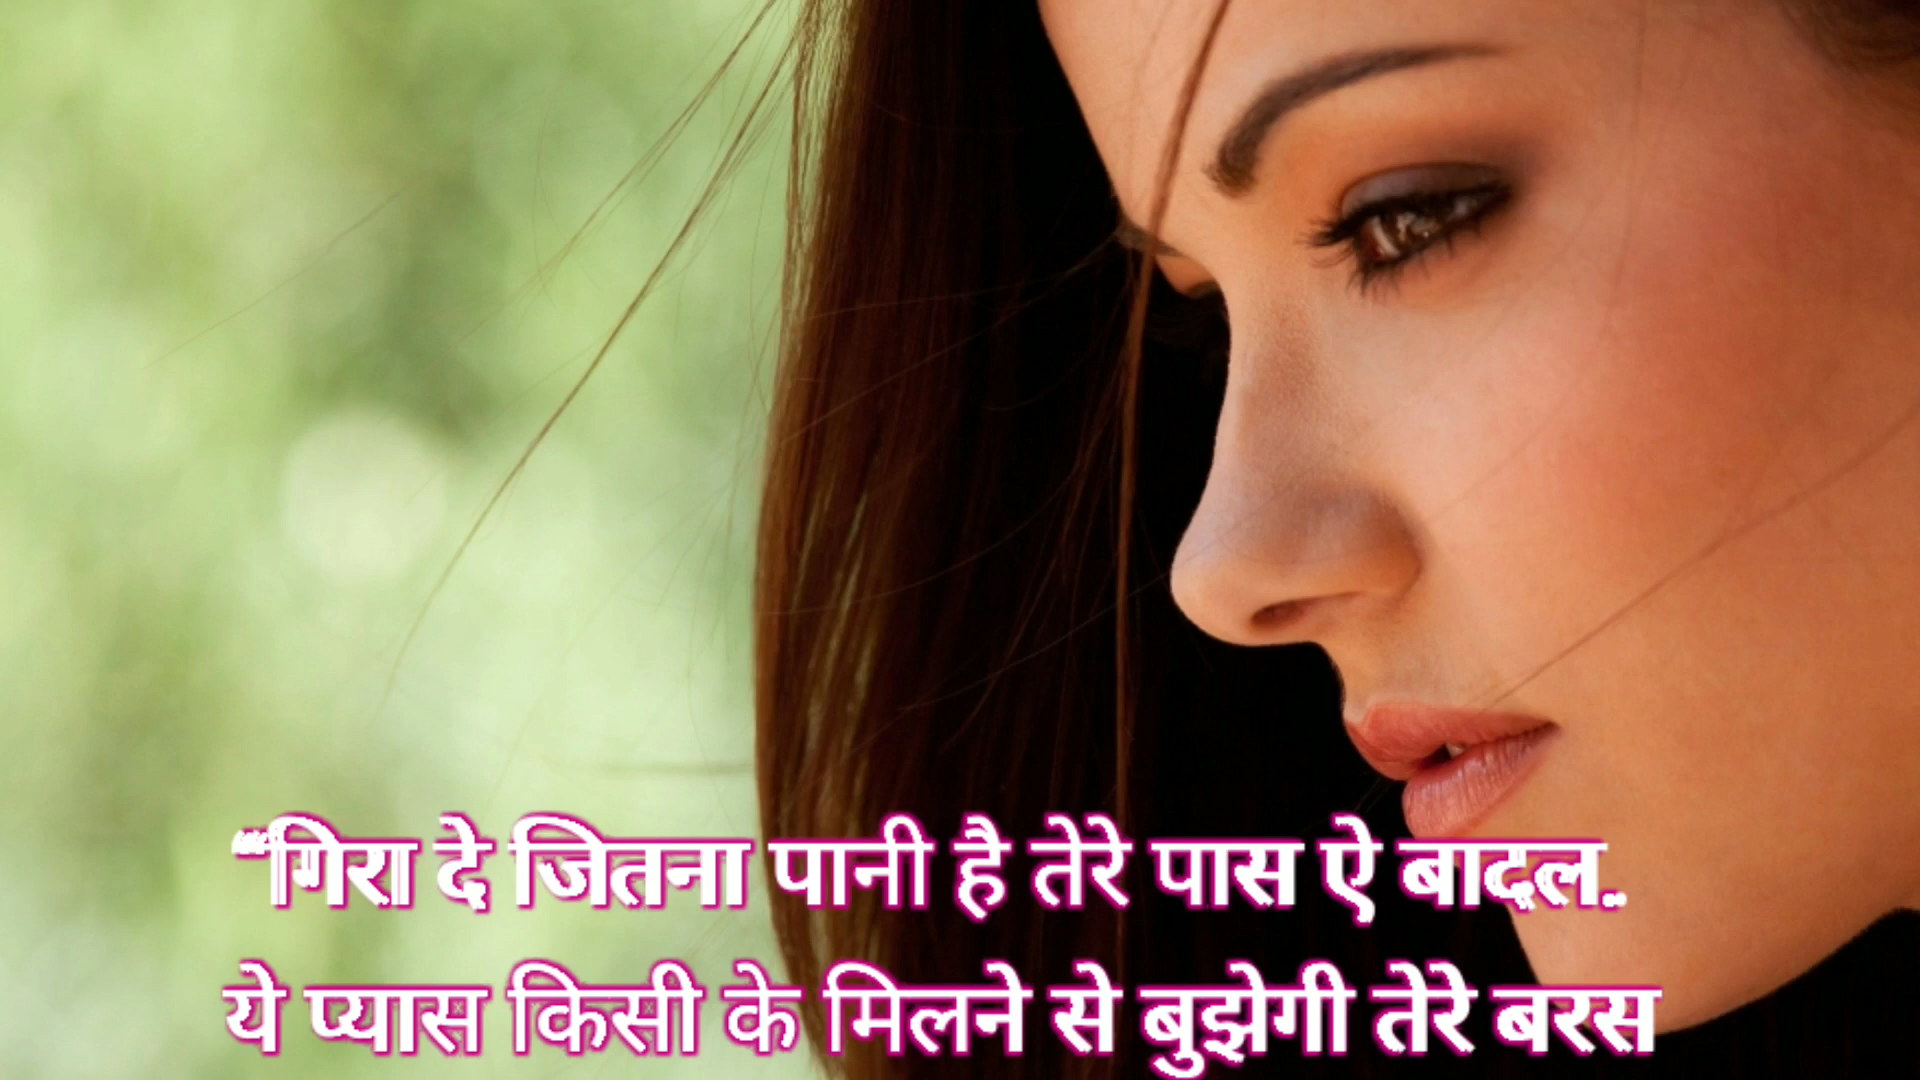 “गिरा दे जितना पानी है तेरे पास ऐ बादल..
ये प्यास किसी के मिलने से बुझेगी तेरे बरस